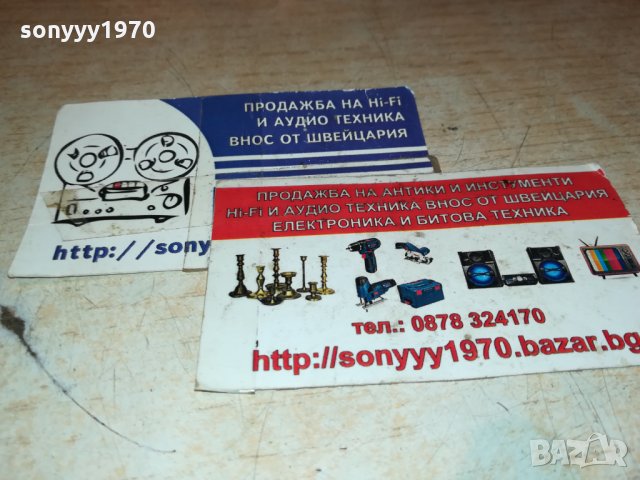 sonyyy1970
ПРОДАЖБА НА Hi-Fi
И АУДИО ТЕХНИКА
ВНОС ОТ ШВЕЙЦАРИЯ
http://sony
ПРОДАЖБА НА АНТИКИ И ИНСТУМЕНТИ
Hi-Fi И АУДИО ТЕХНИКА ВНОС ОТ ШВЕЙЦАРИЯ
ЕЛЕКТРОНИКА И БИТОВА ТЕХНИКА
тел.: 0878 324170
http://sonyyy1970.bazar.bg
BAZAR